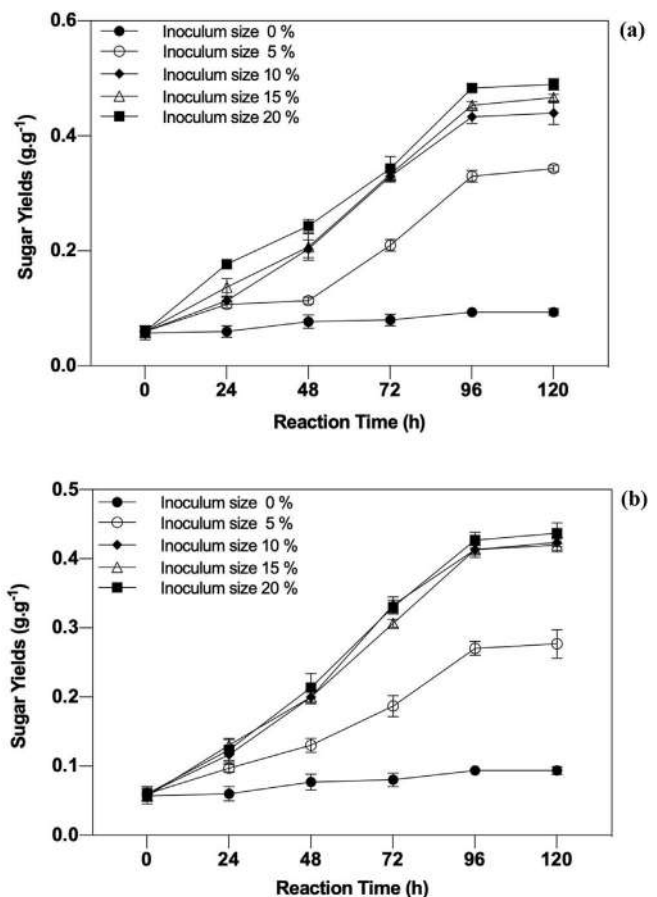 0.6
(a)
Inoculum size 0 %
Inoculum size 5 %
Inoculum size 10 %
Inoculum size 15 %
Inoculum size 20 %
0.4
0.2
0.0
Sugar Yields (g.g-1)
0 24 48 72 96 120
Reaction Time (h)
0.5
(b)
Inoculum size 0 %
Inoculum size 5 %
Inoculum size 10 %
Inoculum size 15 %
Inoculum size 20 %
0.4
0.3
0.2
0.1
0.0
Sugar Yields (g.g-1)
0 24 48 72 96 120
Reaction Time (h)